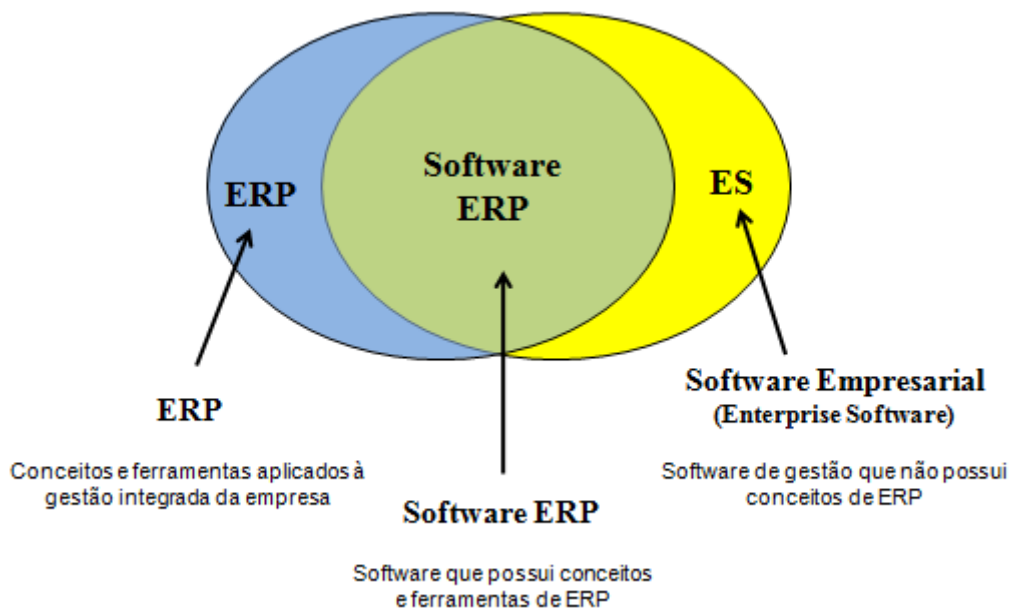 ERP
Software
ERP
ES
ERP
Conceitos e ferramentas aplicados à
gestão integrada da empresa
Software ERP
Software que possui conceitos
e ferramentas de ERP
Software Empresarial
(Enterprise Software)
Software de gestão que não possui
conceitos de ERP